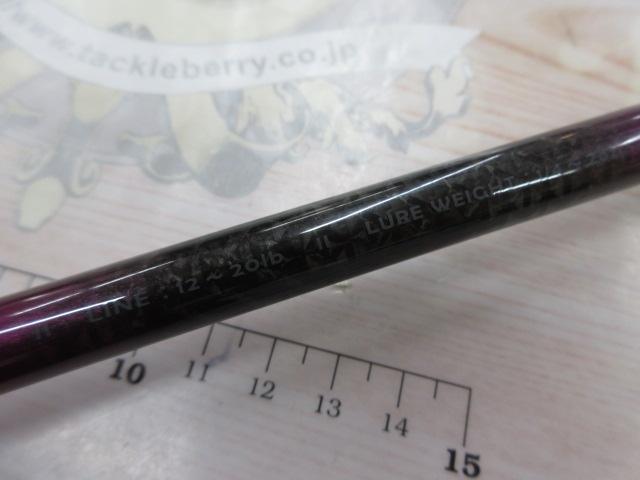 www.tackleberry.co.jp
LINE : 12～20lb LURE WEIGHT :
10 11 12 13 14 15